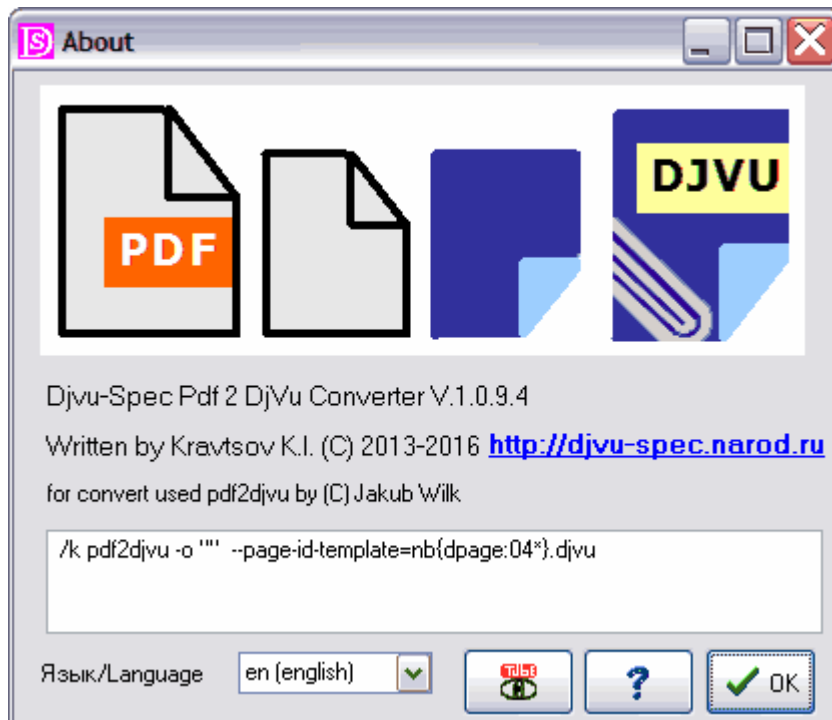 About
PDF
DJVU
Djvu-Spec Pdf 2 DjVu Converter V.1.0.9.4
Written by Kravtsov K.I. (C) 2013-2016 http://djvu-spec.narod.ru
for convert used pdf2djvu by (C) Jakub Wilk
/k pdf2djvu -o "" --page-id-template=nb{dpage:04*}.djvu
Язык/Language en (english) TUBE ? OK